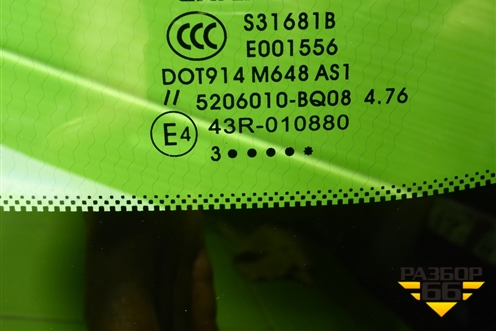 CCC S31681B
E001556
DOT914 M648 AS1
// 5206010-BQ08 4.76
E4 43R-010880
3●●●●✸
РАЗБОР
66